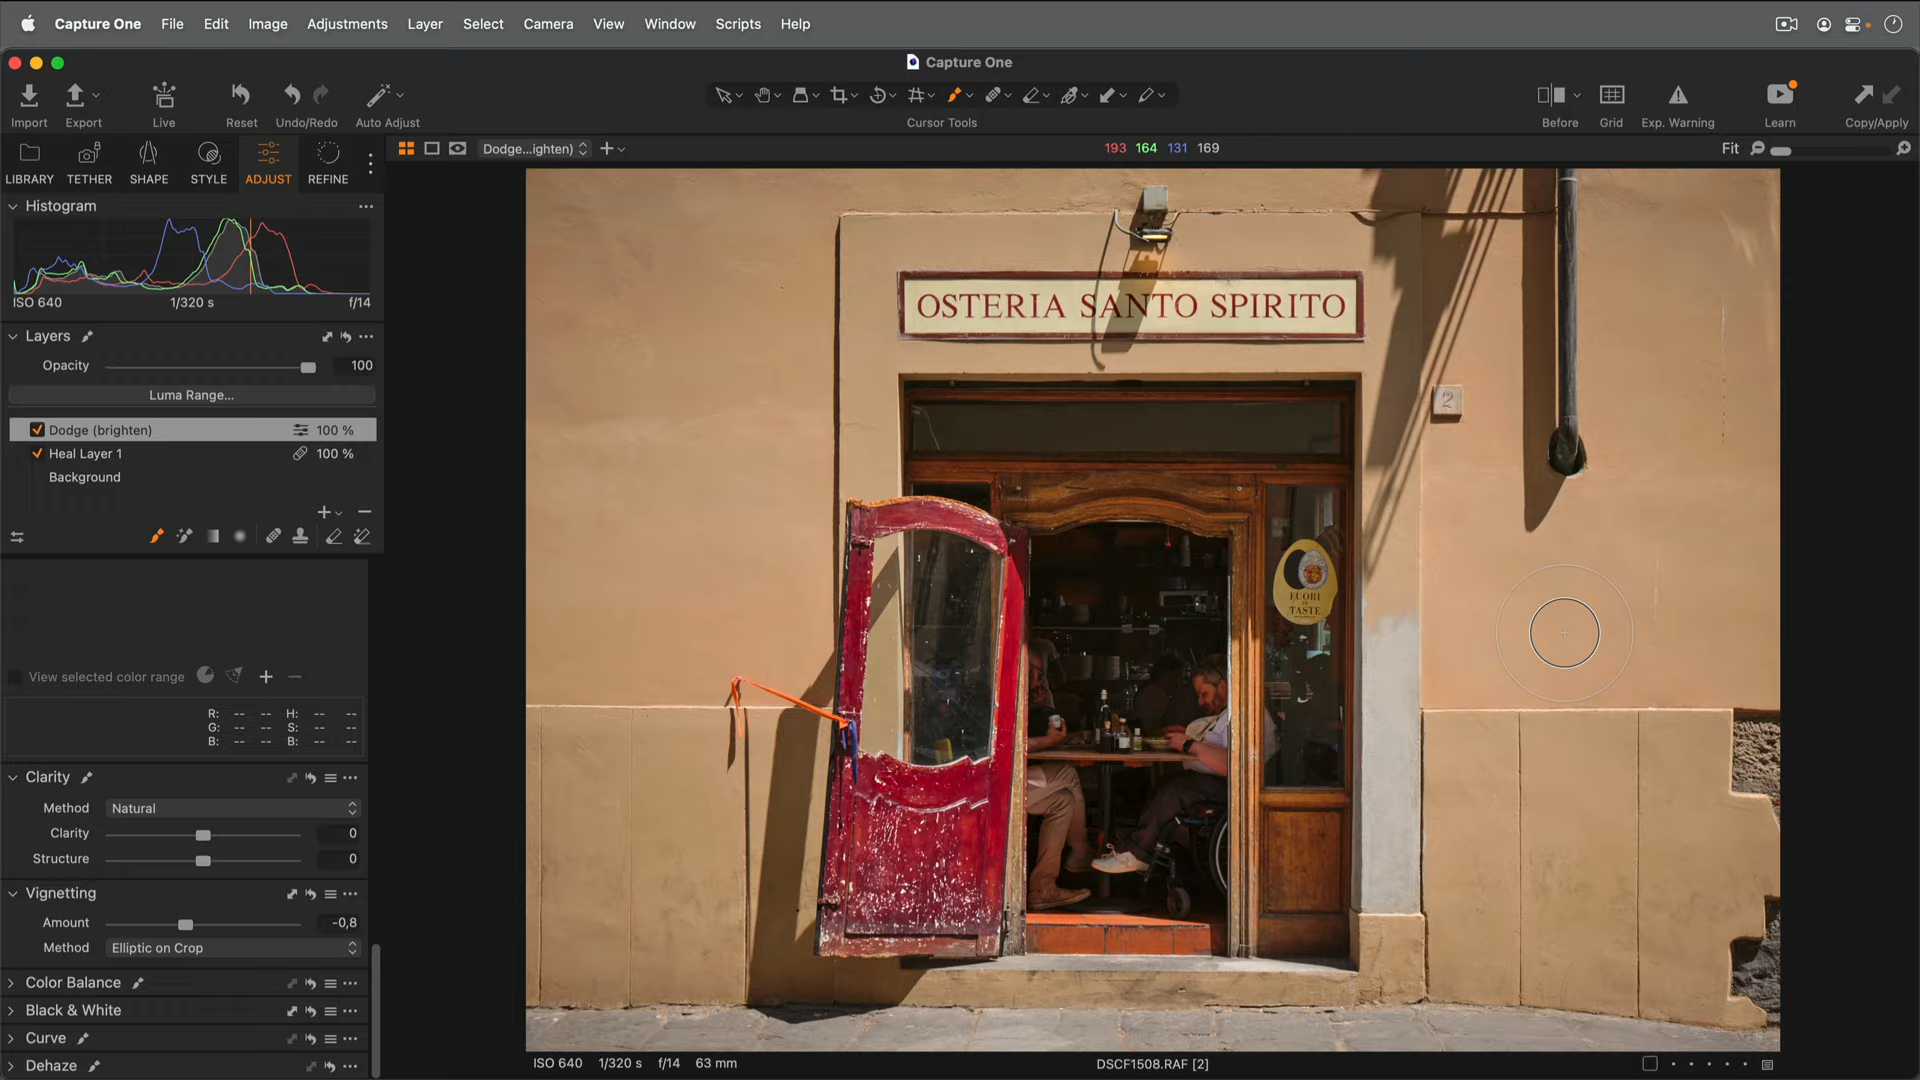 Capture One File Edit Image Adjustments Layer Select Camera View Window Scripts Help
Capture One
Import Export Live Reset Undo/Redo Auto Adjust Cursor Tools Before Grid Exp. Warning Learn Copy/Apply
LIBRARY TETHER SHAPE STYLE ADJUST REFINE
Dodge...ighten)
193 164 131 169
Fit
Histogram
ISO 640 1/320 s f/14
Layers
Opacity 100
Luma Range...
Dodge (brighten) 100 %
Heal Layer 1 100 %
Background
View selected color range
R: -- -- H: -- --
G: -- -- S: -- --
B: -- -- B: -- --
Clarity
Method Natural
Clarity 0
Structure 0
Vignetting
Amount -0,8
Method Elliptic on Crop
Color Balance
Black & White
Curve
Dehaze
OSTERIA SANTO SPIRITO
2
FUORI
TASTE
ISO 640 1/320 s f/14 63 mm
DSCF1508.RAF [2]